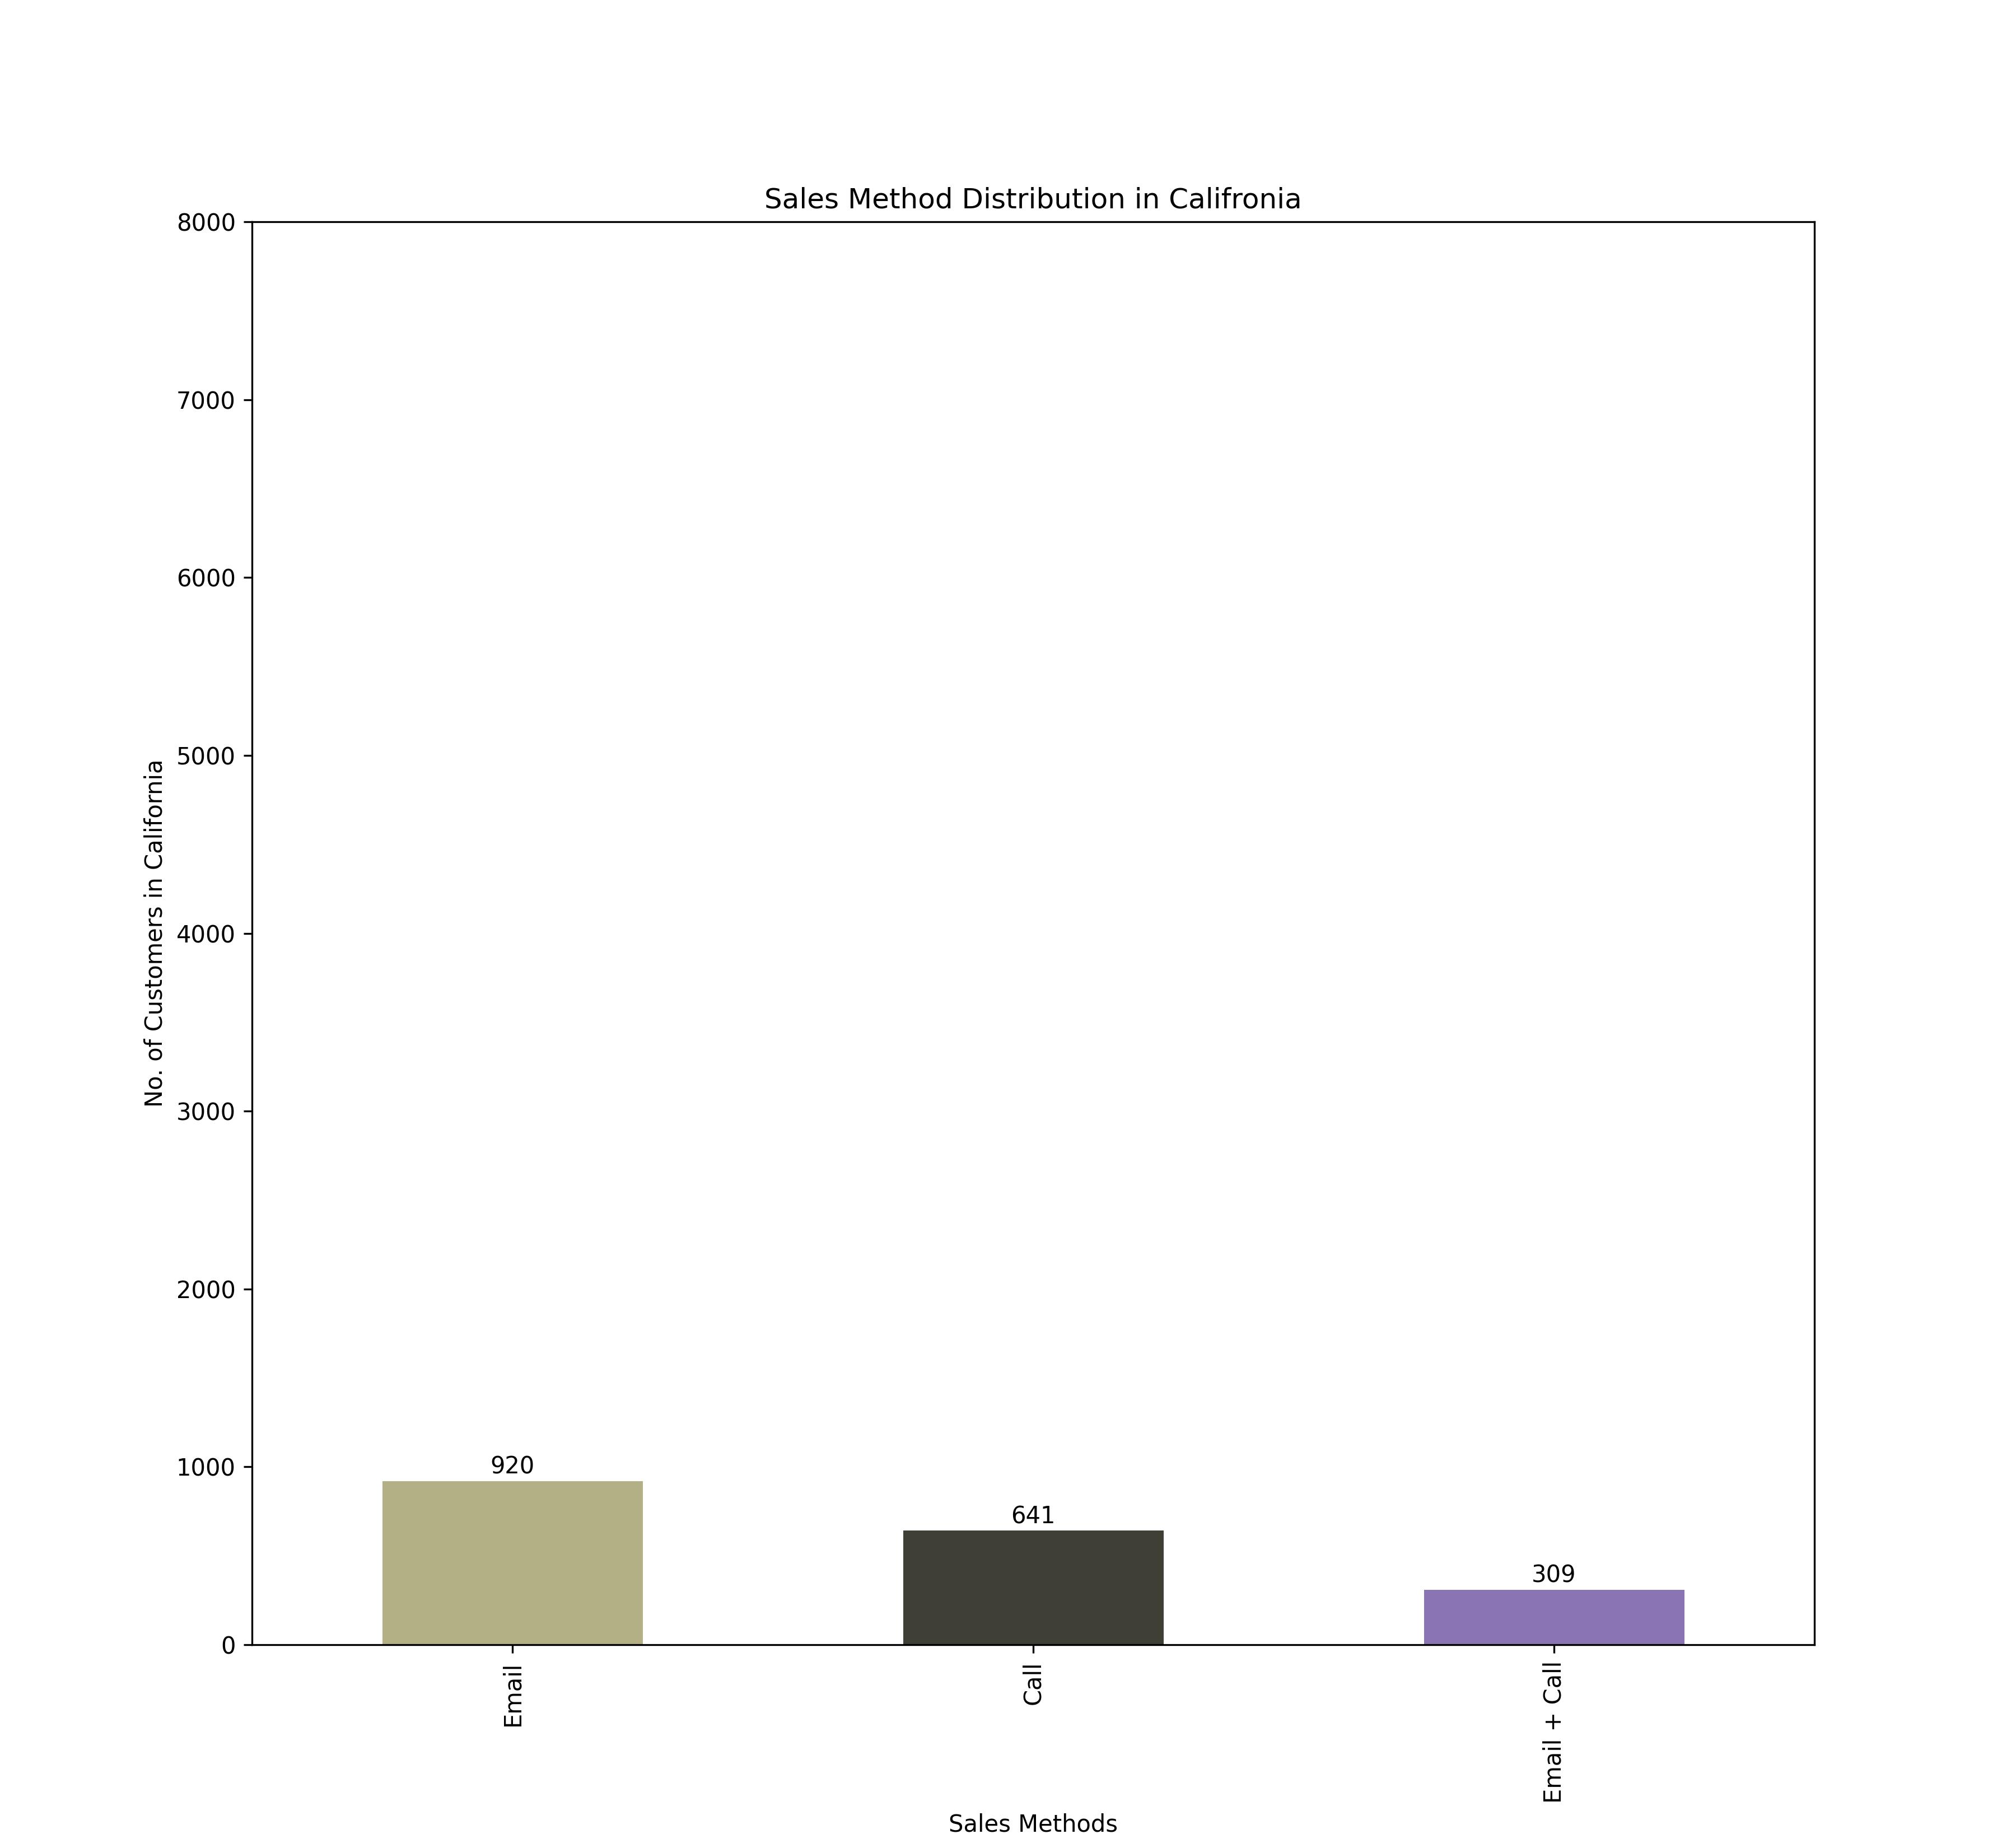 Sales Method Distribution in Califronia
8000
7000
6000
5000
4000
3000
2000
1000
0
No. of Customers in California
920
641
309
Email
Call
Email + Call
Sales Methods